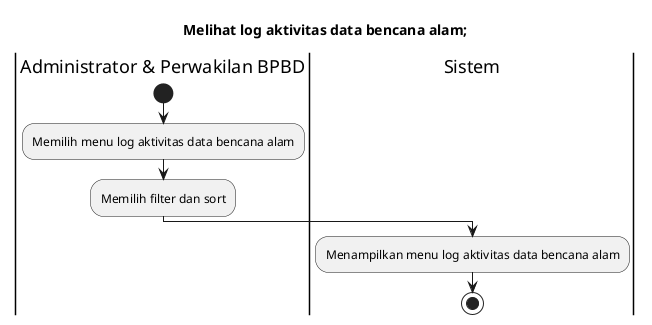 Melihat log aktivitas data bencana alam;
Administrator & Perwakilan BPBD
Sistem
Memilih menu log aktivitas data bencana alam
Memilih filter dan sort
Menampilkan menu log aktivitas data bencana alam